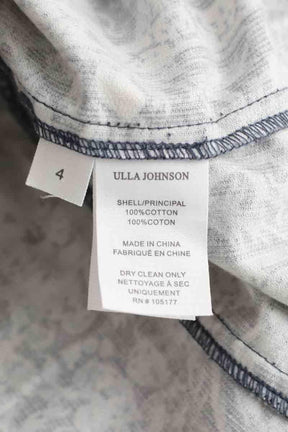 4
ULLA JOHNSON
SHELL/PRINCIPAL
100%COTTON
100%COTTON
MADE IN CHINA
FABRIQUÉ EN CHINE
DRY CLEAN ONLY
NETTOYAGE À SEC
UNIQUEMENT
RN # 105177